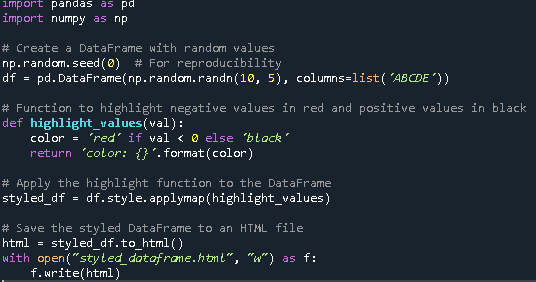 import pandas as pd
import numpy as np
# Create a DataFrame with random values
np.random.seed(0)  # For reproducibility
df = pd.DataFrame(np.random.randn(10, 5), columns=list('ABCDE'))
# Function to highlight negative values in red and positive values in black
def highlight_values(val):
    color = 'red' if val < 0 else 'black'
    return 'color: {}'.format(color)
# Apply the highlight function to the DataFrame
styled_df = df.style.applymap(highlight_values)
# Save the styled DataFrame to an HTML file
html = styled_df.to_html()
with open("styled_dataframe.html", "w") as f:
    f.write(html)